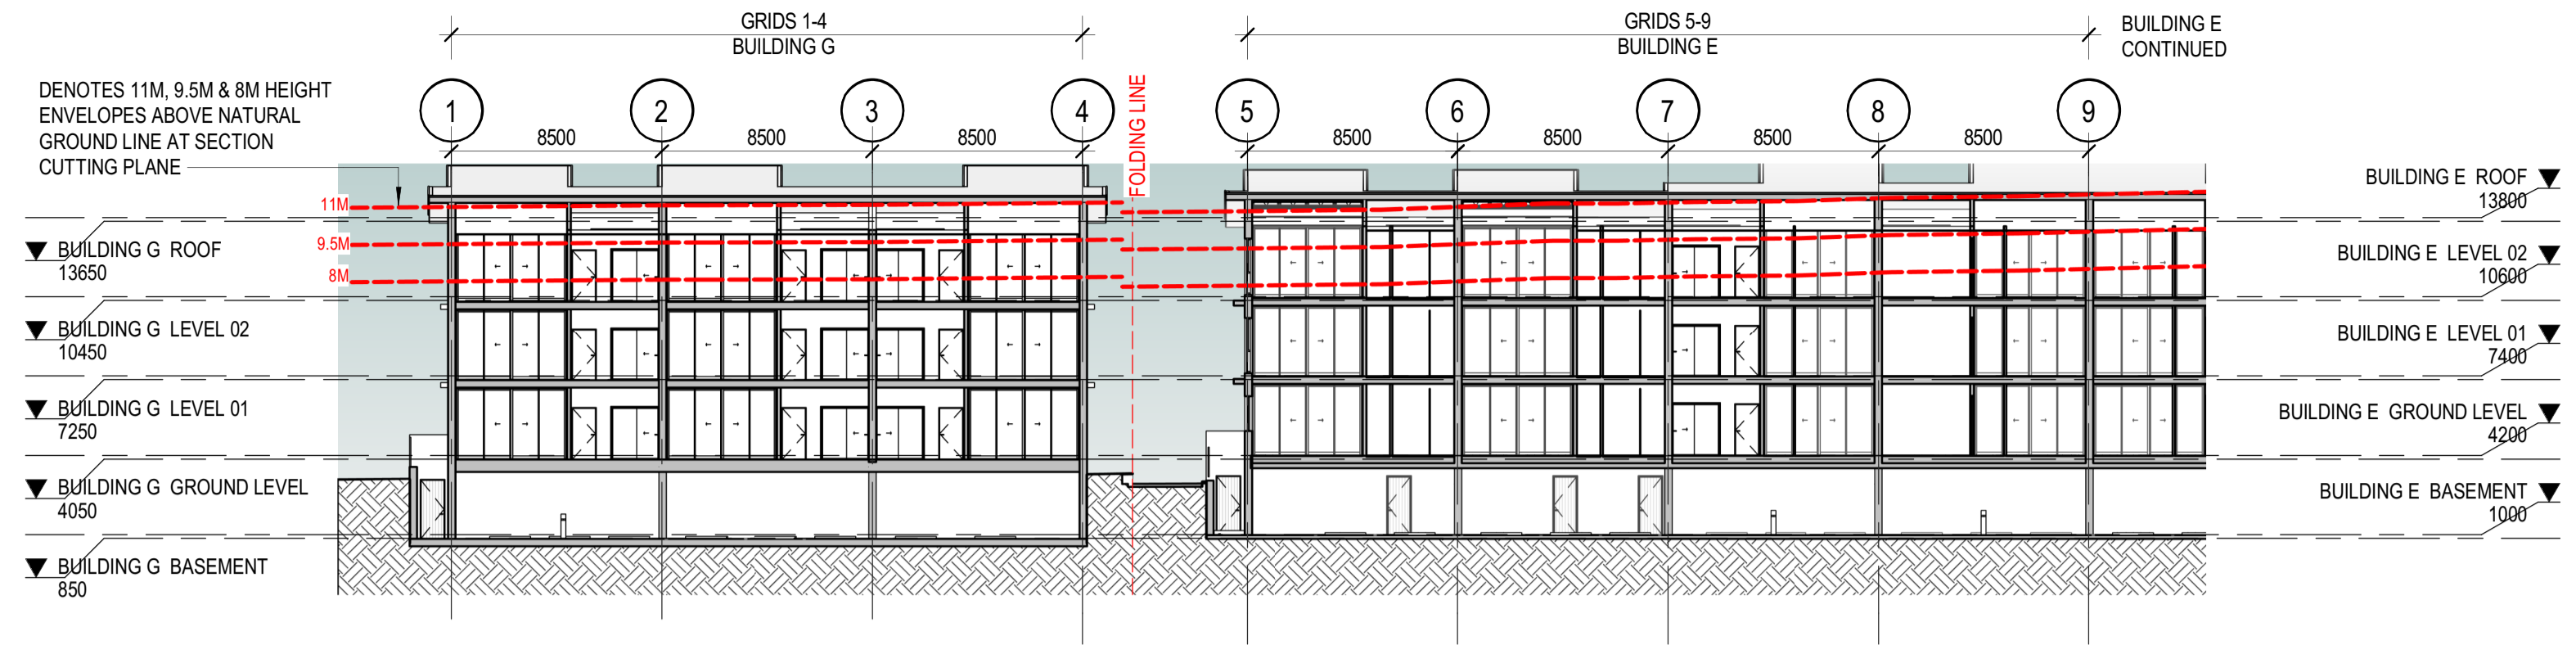 GRIDS 1-4
BUILDING G
GRIDS 5-9
BUILDING E
BUILDING E
CONTINUED
DENOTES 11M, 9.5M & 8M HEIGHT
ENVELOPES ABOVE NATURAL
GROUND LINE AT SECTION
CUTTING PLANE
1
2
3
4
5
6
7
8
9
8500
8500
8500
8500
8500
8500
8500
FOLDING LINE
11M
9.5M
8M
BUILDING G ROOF
13650
BUILDING G LEVEL 02
10450
BUILDING G LEVEL 01
7250
BUILDING G GROUND LEVEL
4050
BUILDING G BASEMENT
850
BUILDING E ROOF
13800
BUILDING E LEVEL 02
10600
BUILDING E LEVEL 01
7400
BUILDING E GROUND LEVEL
4200
BUILDING E BASEMENT
1000